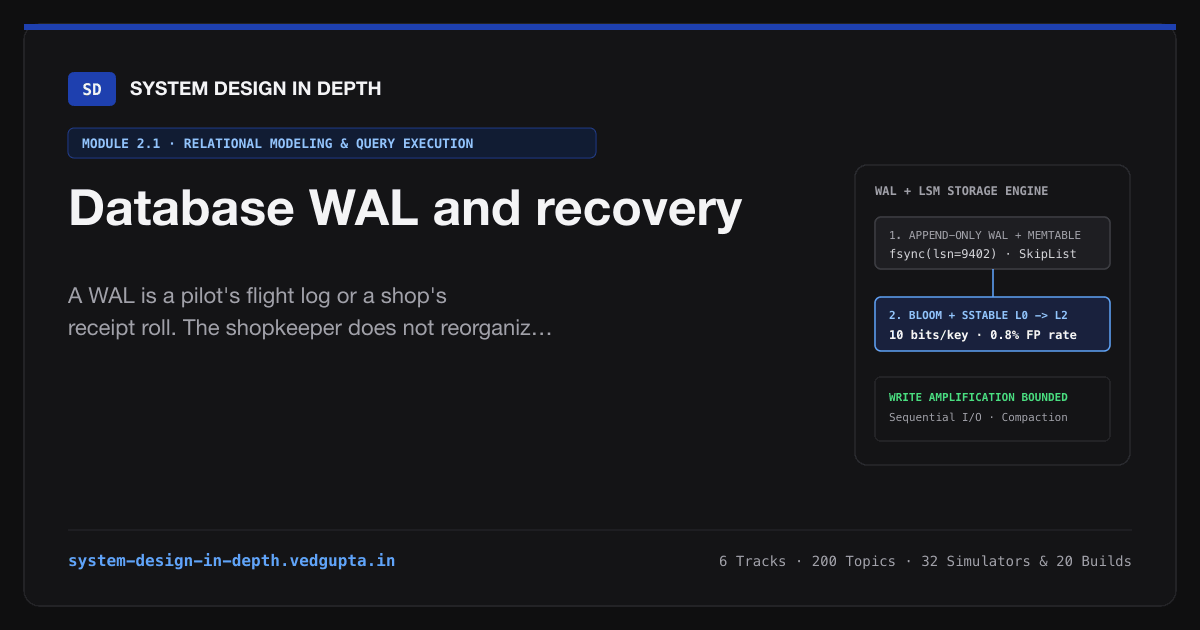 SD
SYSTEM DESIGN IN DEPTH
MODULE 2.1 · RELATIONAL MODELING & QUERY EXECUTION
Database WAL and recovery
A WAL is a pilot's flight log or a shop's
receipt roll. The shopkeeper does not reorganiz…
WAL + LSM STORAGE ENGINE
1. APPEND-ONLY WAL + MEMTABLE
fsync(lsn=9402) · SkipList
2. BLOOM + SSTABLE L0 -> L2
10 bits/key · 0.8% FP rate
WRITE AMPLIFICATION BOUNDED
Sequential I/O · Compaction
system-design-in-depth.vedgupta.in
6 Tracks · 200 Topics · 32 Simulators & 20 Builds